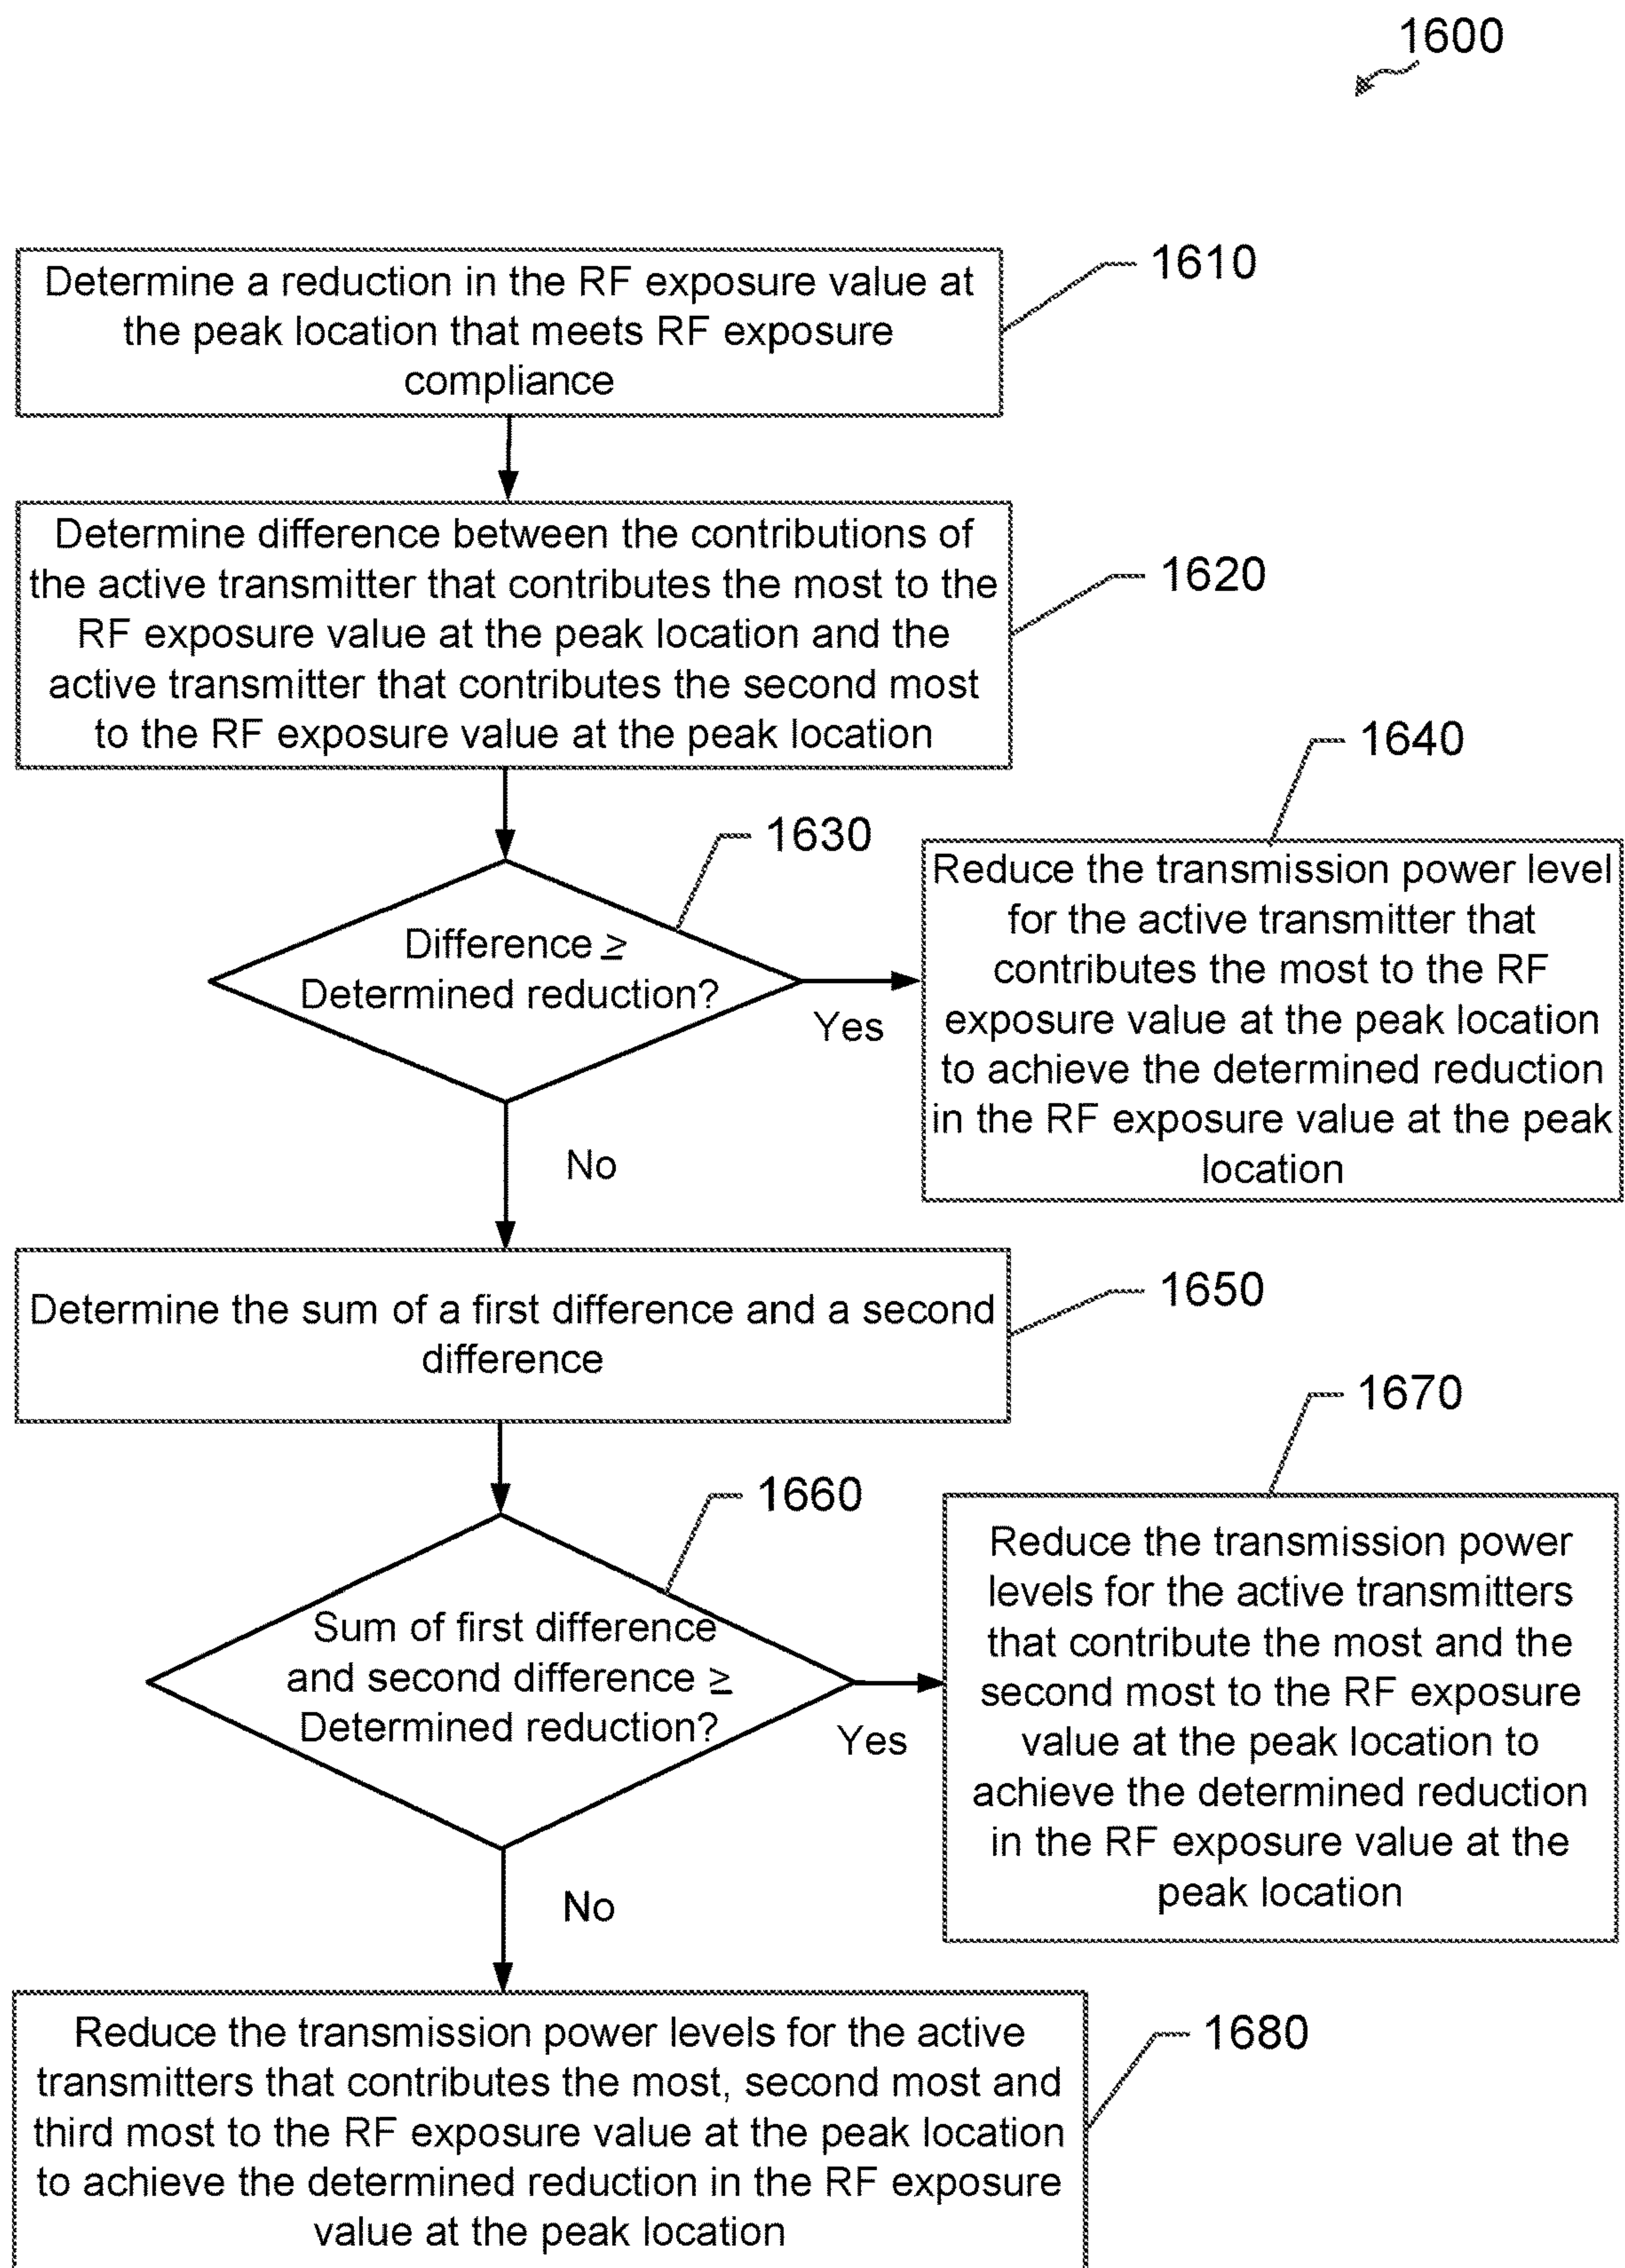 1600
Determine a reduction in the RF exposure value at
the peak location that meets RF exposure
compliance
1610
Determine difference between the contributions of
the active transmitter that contributes the most to the
RF exposure value at the peak location and the
active transmitter that contributes the second most
to the RF exposure value at the peak location
1620
1630
Difference ≥
Determined reduction?
Yes
1640
Reduce the transmission power level
for the active transmitter that
contributes the most to the RF
exposure value at the peak location
to achieve the determined reduction
in the RF exposure value at the peak
location
No
Determine the sum of a first difference and a second
difference
1650
1660
Sum of first difference
and second difference ≥
Determined reduction?
Yes
1670
Reduce the transmission power
levels for the active transmitters
that contribute the most and the
second most to the RF exposure
value at the peak location to
achieve the determined reduction
in the RF exposure value at the
peak location
No
Reduce the transmission power levels for the active
transmitters that contributes the most, second most and
third most to the RF exposure value at the peak location
to achieve the determined reduction in the RF exposure
value at the peak location
1680